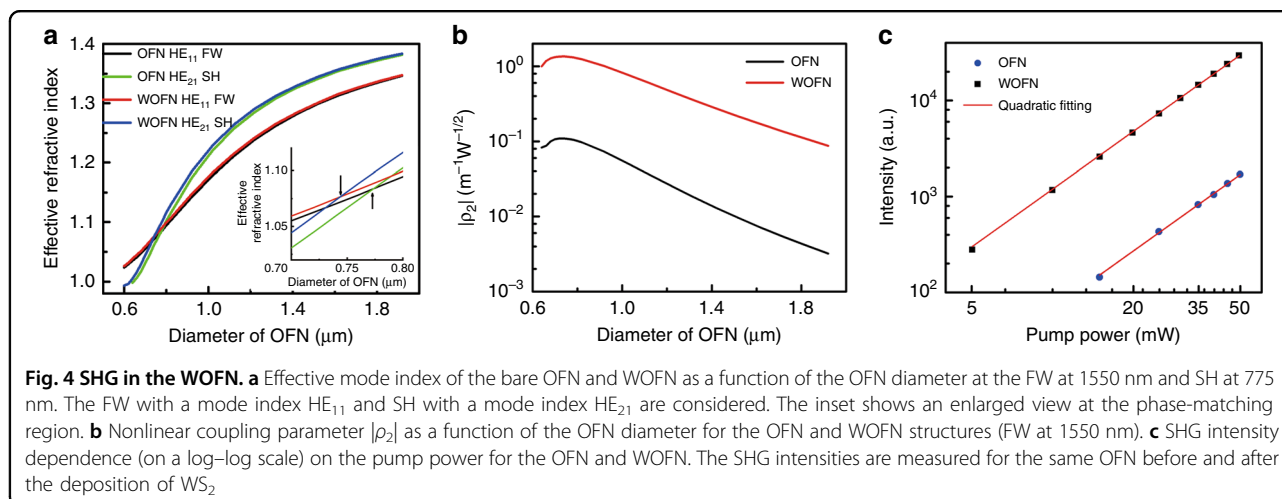 a
Effective refractive index
1.4
1.3
1.2
1.1
1.0
OFN HE₁₁ FW
OFN HE₂₁ SH
WOFN HE₁₁ FW
WOFN HE₂₁ SH
Effective
refractive index
1.10
1.05
0.70
0.75
0.80
Diameter of OFN (μm)
0.6
1.0
1.4
1.8
Diameter of OFN (μm)
b
|ρ₂| (m⁻¹W⁻¹/²)
10⁰
10⁻¹
10⁻²
10⁻³
OFN
WOFN
0.6
1.0
1.4
1.8
Diameter of OFN (μm)
c
Intensity (a.u.)
10⁴
10³
10²
OFN
WOFN
Quadratic fitting
5
20
35
50
Pump power (mW)
Fig. 4 SHG in the WOFN. a Effective mode index of the bare OFN and WOFN as a function of the OFN diameter at the FW at 1550 nm and SH at 775
nm. The FW with a mode index HE₁₁ and SH with a mode index HE₂₁ are considered. The inset shows an enlarged view at the phase-matching
region. b Nonlinear coupling parameter |ρ₂| as a function of the OFN diameter for the OFN and WOFN structures (FW at 1550 nm). c SHG intensity
dependence (on a log–log scale) on the pump power for the OFN and WOFN. The SHG intensities are measured for the same OFN before and after
the deposition of WS₂